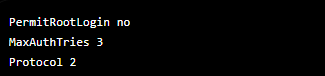 PermitRootLogin no
MaxAuthTries 3
Protocol 2